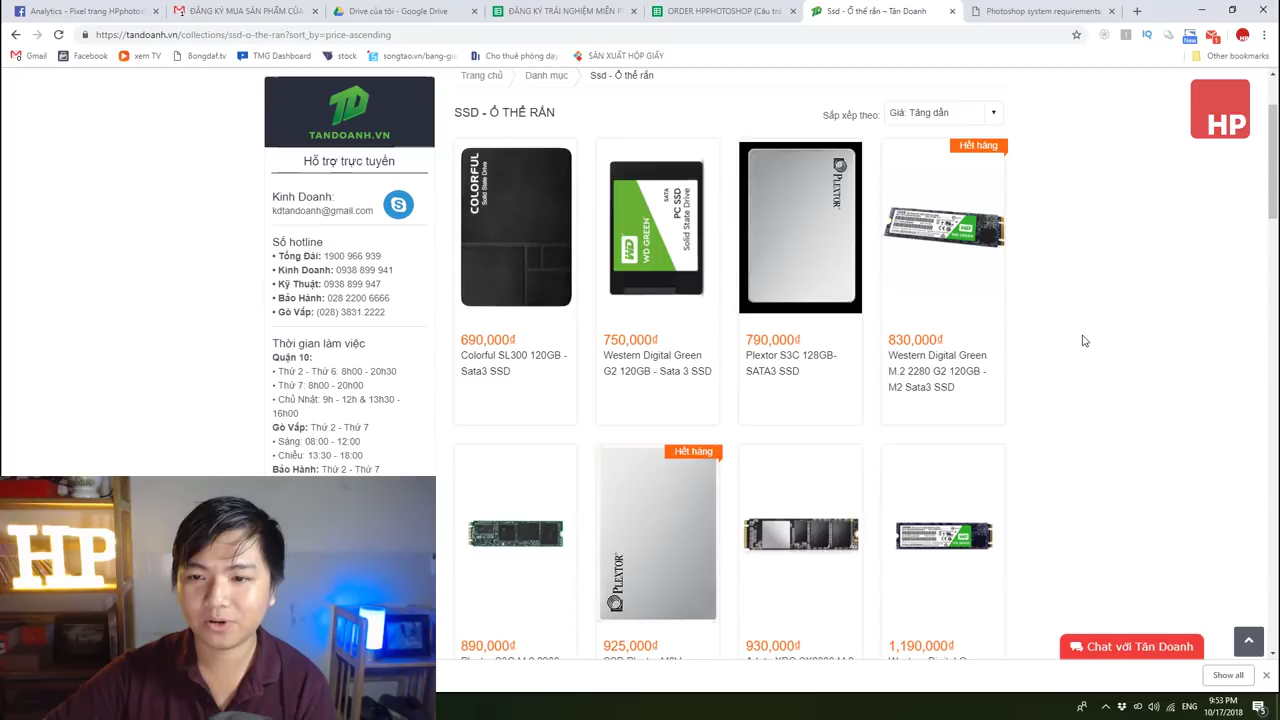 Analytics - Pixel | T
ĐĂNG KÝ MUA SẢN PHẨM CỦA
Drive của tôi - Google Drive
ĐĂNG KÝ TRẢI NGHIỆM MIỄN P
ORDER HPPHOTOSHOP (Câu trả
Ssd - Ổ thể rắn
Photoshop system requirements
https://tandoanh.vn/collections/ssd-o-the-ran?sort_by=price-ascending
Gmail
Facebook
xem TV
Bongdaf.tv
TMG Dashboard
stock
songtao.vn/bang-gi
Cho thuê phòng dạy
SẢN XUẤT HỘP GIẤY
Other bookmarks
Trang chủ
Danh mục
Ssd - Ổ thể rắn
HP
TANDOANH.VN
SSD - Ổ THỂ RẮN
Sắp xếp theo:
Giá: Tăng dần
Hỗ trợ trực tuyến
Kinh Doanh:
kdtandoanh@gmail.com
Số hotline
• Tổng Đài: 1900 966 939
• Kinh Doanh: 0938 899 941
• Kỹ Thuật: 0938 899 947
• Bảo Hành: 028 2200 6666
• Gò Vấp: (028) 3831.2222
Thời gian làm việc
Quận 10:
• Thứ 2 - Thứ 6: 8h00 - 20h30
• Thứ 7: 8h00 - 20h00
• Chủ Nhật: 9h - 12h & 13h30 -
16h00
Gò Vấp: Thứ 2 - Thứ 7
• Sáng: 08:00 - 12:00
• Chiều: 13:30 - 18:00
Bảo Hành: Thứ 2 - Thứ 7
COLORFUL
Solid State Drive
WD GREEN
SATA
PC SSD
Solid State Drive
WD
PLEXTOR
Hết hàng
690,000₫
Colorful SL300 120GB -
Sata3 SSD
750,000₫
Western Digital Green
G2 120GB - Sata 3 SSD
790,000₫
Plextor S3C 128GB-
SATA3 SSD
830,000₫
Western Digital Green
M.2 2280 G2 120GB -
M2 Sata3 SSD
Hết hàng
PLEXTOR
890,000₫
925,000₫
930,000₫
1,190,000₫
HP
Chat với Tân Doanh
Show all
ENG
9:53 PM
10/17/2018